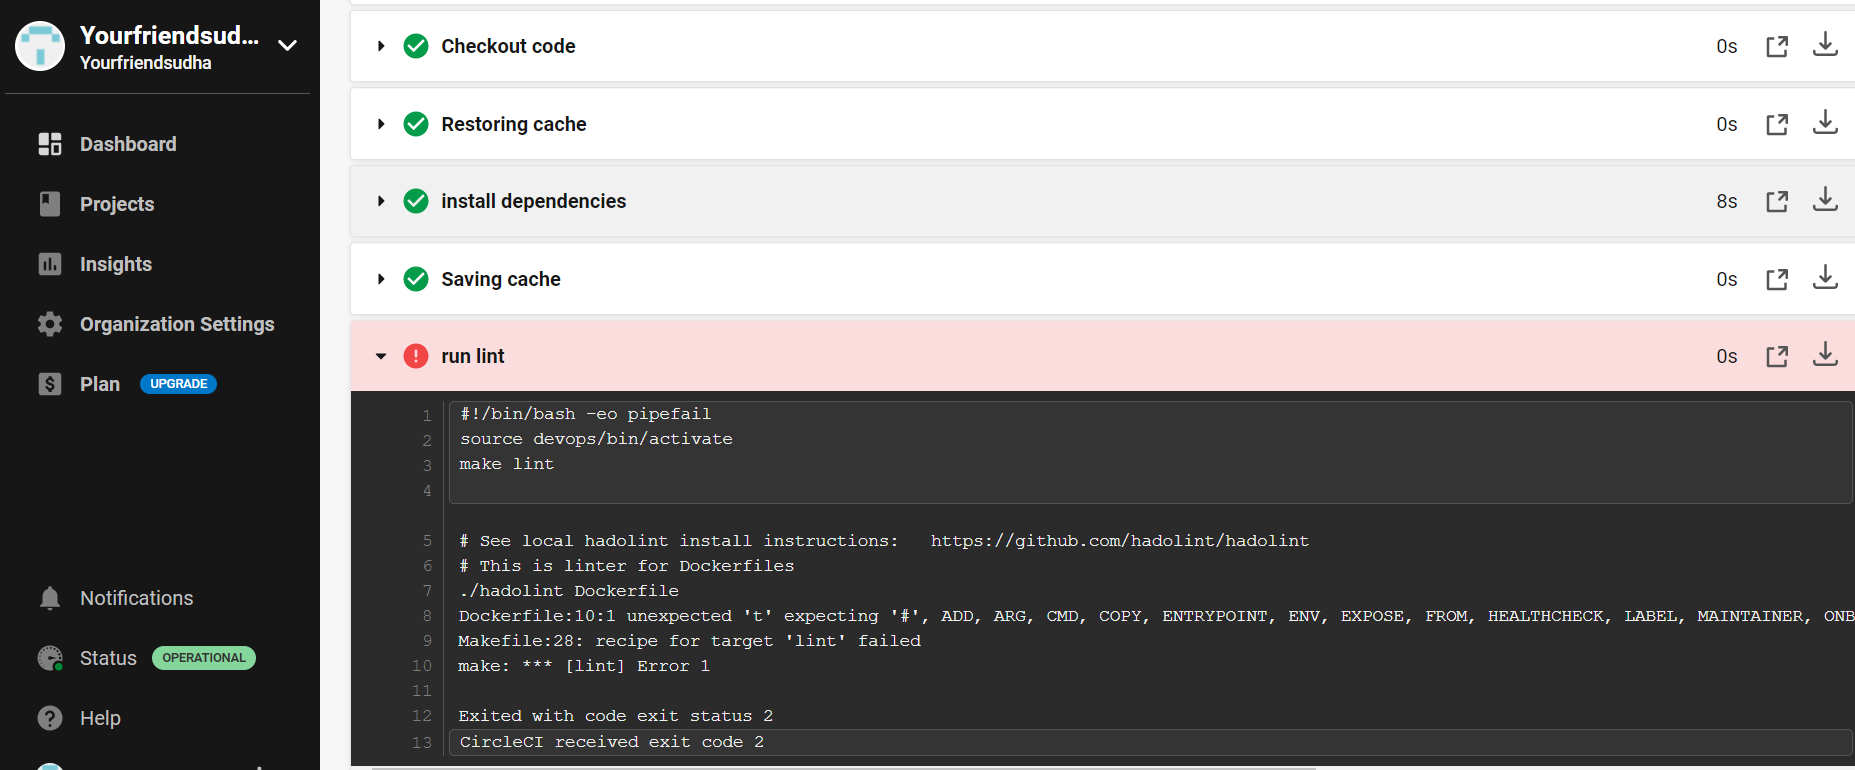 Yourfriendsud...
Yourfriendsudha
Dashboard
Projects
Insights
Organization Settings
Plan UPGRADE
Notifications
Status OPERATIONAL
Help
Checkout code 0s
Restoring cache 0s
install dependencies 8s
Saving cache 0s
run lint 0s
1 #!/bin/bash -eo pipefail
2 source devops/bin/activate
3 make lint
4
5 # See local hadolint install instructions:   https://github.com/hadolint/hadolint
6 # This is linter for Dockerfiles
7 ./hadolint Dockerfile
8 Dockerfile:10:1 unexpected 't' expecting '#', ADD, ARG, CMD, COPY, ENTRYPOINT, ENV, EXPOSE, FROM, HEALTHCHECK, LABEL, MAINTAINER, ONB
9 Makefile:28: recipe for target 'lint' failed
10 make: *** [lint] Error 1
11
12 Exited with code exit status 2
13 CircleCI received exit code 2